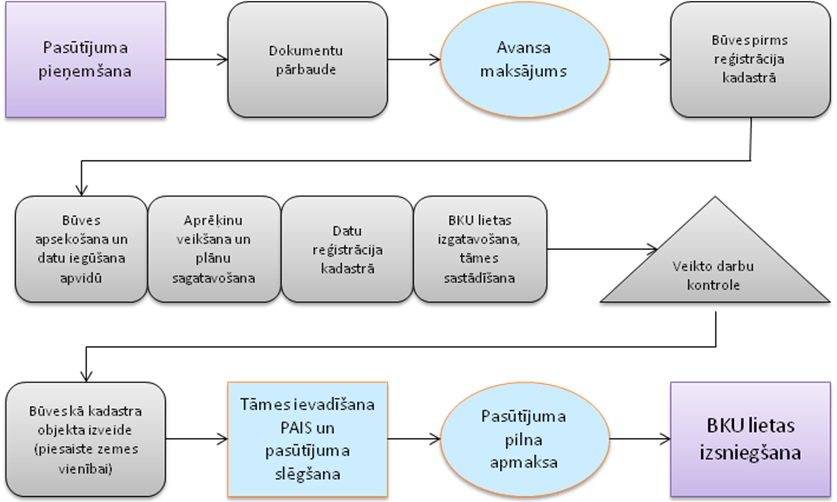 Pasūtījuma
pieņemšana
Dokumentu
pārbaude
Avansa
maksājums
Būves pirms
reģistrācija
kadastrā
Būves
apsekošana un
datu iegūšana
apvidū
Aprēķinu
veikšana un
plānu
sagatavošana
Datu
reģistrācija
kadastrā
BKU lietas
izgatavošana,
tāmes
sastādīšana
Veikto darbu
kontrole
Būves kā kadastra
objekta izveide
(piesaiste zemes
vienībai)
Tāmes ievadīšana
PAIS un
pasūtījuma
slēgšana
Pasūtījuma
pilna
apmaksa
BKU lietas
izsniegšana